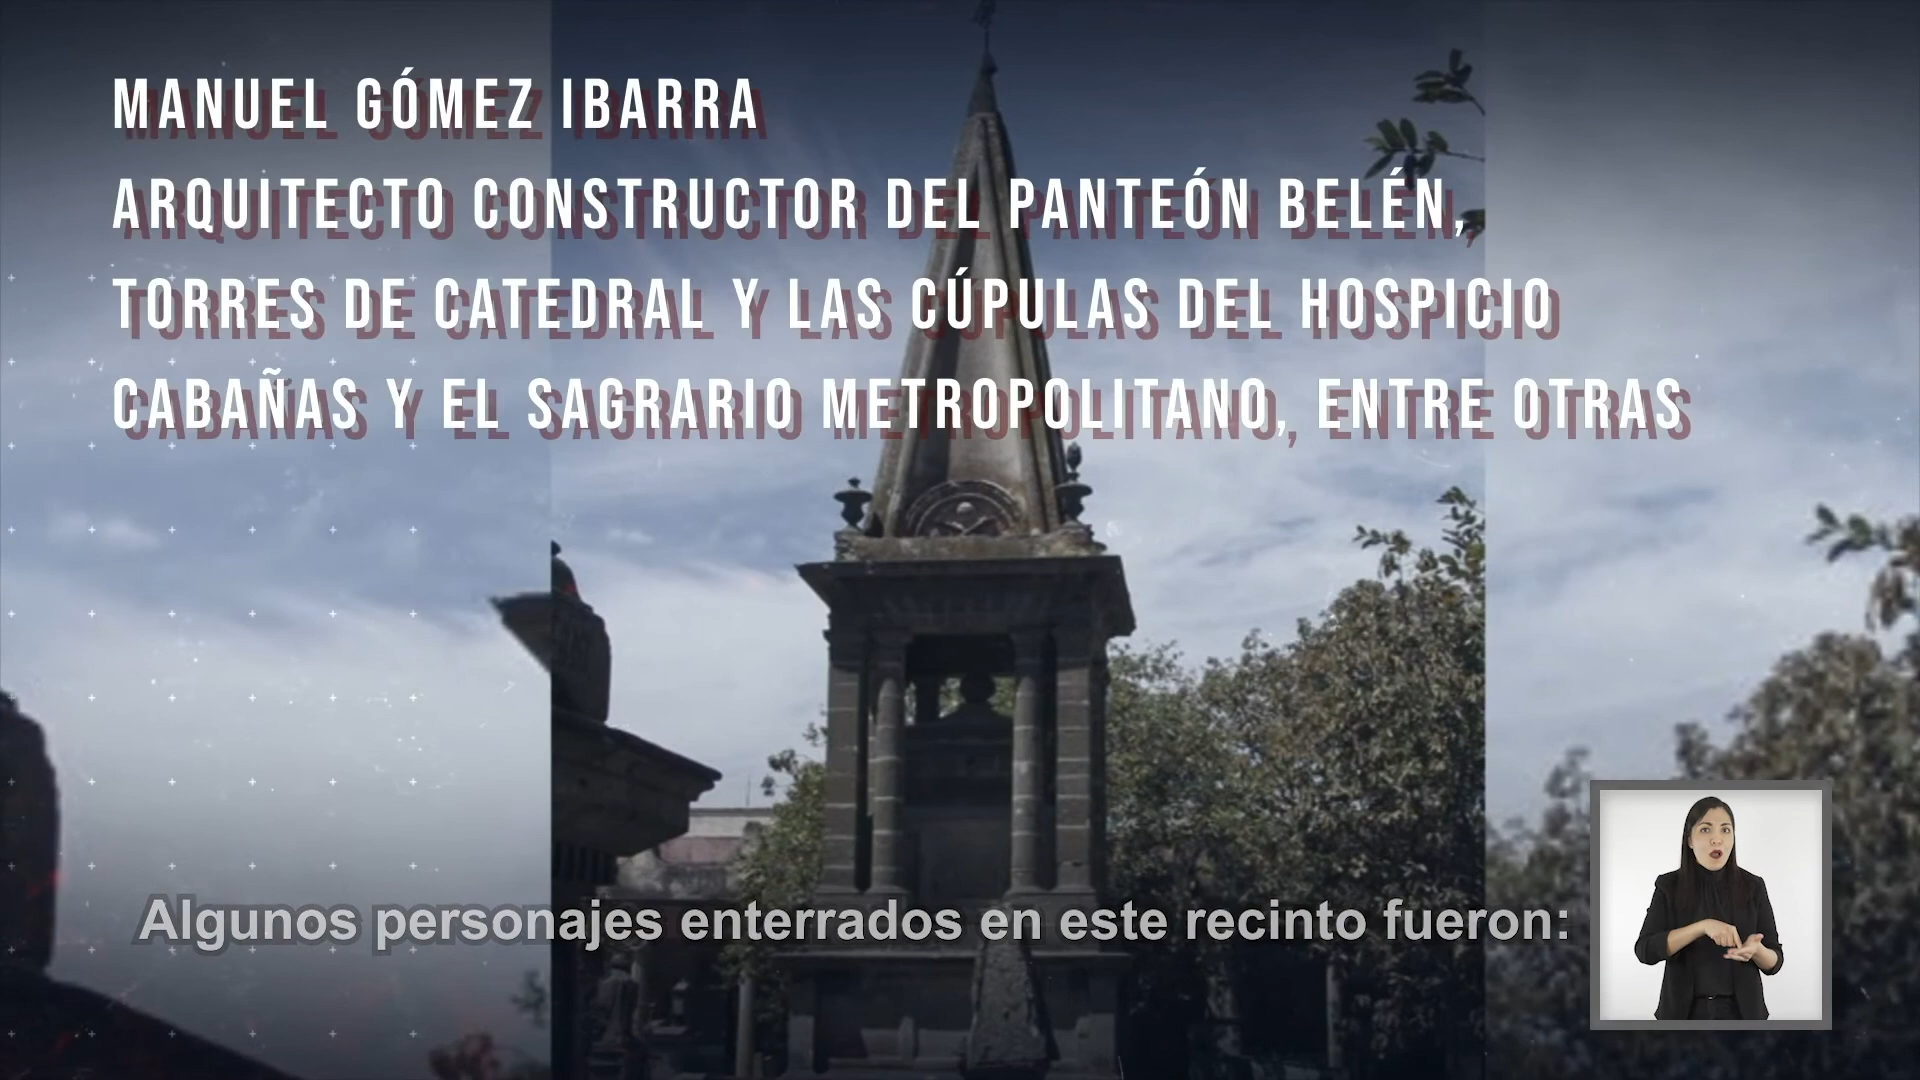 MANUEL GÓMEZ IBARRA
ARQUITECTO CONSTRUCTOR DEL PANTEÓN BELÉN,
TORRES DE CATEDRAL Y LAS CÚPULAS DEL HOSPICIO
CABAÑAS Y EL SAGRARIO METROPOLITANO, ENTRE OTRAS
Algunos personajes enterrados en este recinto fueron: